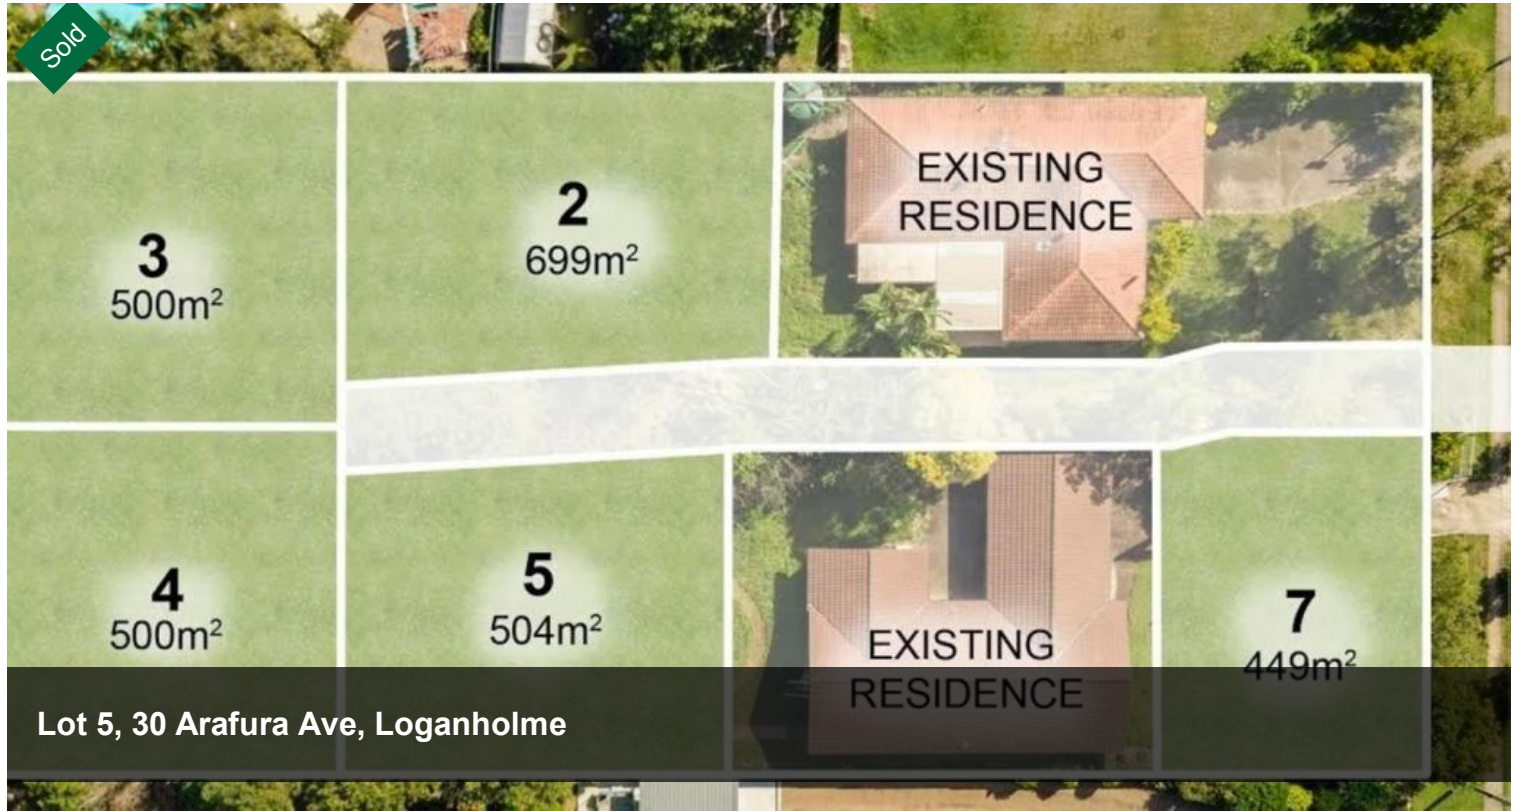 Sold
EXISTING
RESIDENCE
2
699m²
3
500m²
5
504m²
4
500m²
7
449m²
EXISTING
RESIDENCE
Lot 5, 30 Arafura Ave, Loganholme